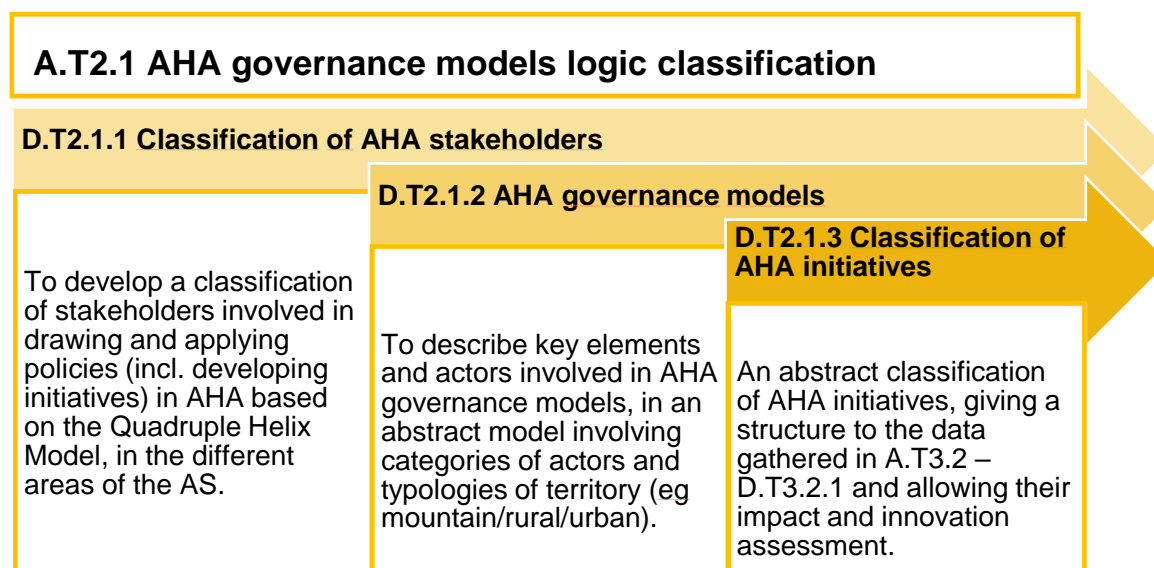 A.T2.1 AHA governance models logic classification
D.T2.1.1 Classification of AHA stakeholders
To develop a classification
of stakeholders involved in
drawing and applying
policies (incl. developing
initiatives) in AHA based
on the Quadruple Helix
Model, in the different
areas of the AS.
D.T2.1.2 AHA governance models
To describe key elements
and actors involved in AHA
governance models, in an
abstract model involving
categories of actors and
typologies of territory (eg
mountain/rural/urban).
D.T2.1.3 Classification of
AHA initiatives
An abstract classification
of AHA initiatives, giving a
structure to the data
gathered in A.T3.2 –
D.T3.2.1 and allowing their
impact and innovation
assessment.